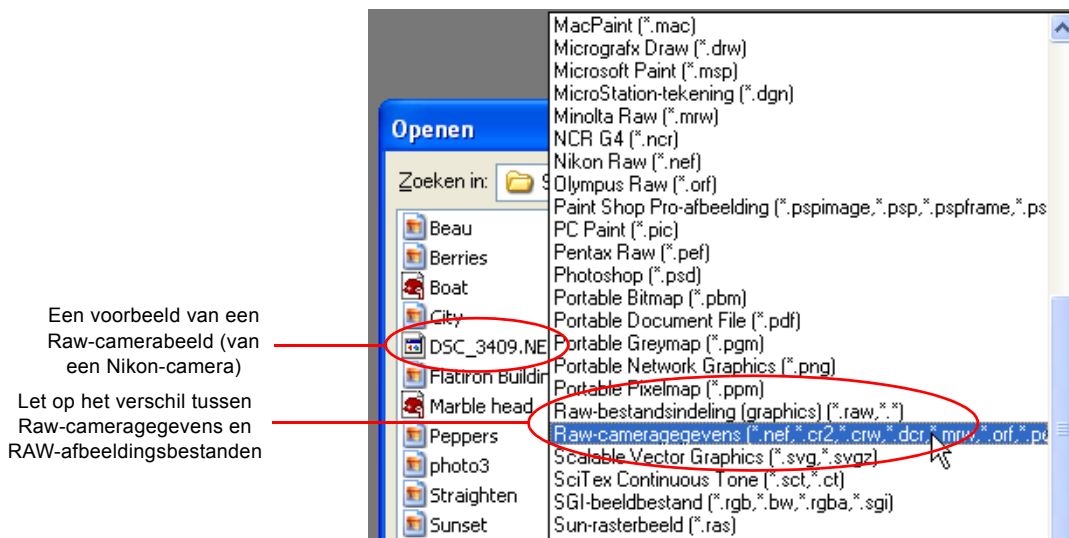 MacPaint (*.mac)
Micrografx Draw (*.drw)
Microsoft Paint (*.msp)
MicroStation-tekening (*.dgn)
Minolta Raw (*.mrw)
NCR G4 (*.ncr)
Nikon Raw (*.nef)
Olympus Raw (*.orf)
Paint Shop Pro-afbeelding (*.pspimage,*.psp,*.pspframe,*.ps
PC Paint (*.pic)
Pentax Raw (*.pef)
Photoshop (*.psd)
Portable Bitmap (*.pbm)
Portable Document File (*.pdf)
Portable Greymap (*.pgm)
Portable Network Graphics (*.png)
Portable Pixelmap (*.ppm)
Raw-bestandsindeling (graphics) (*.raw,*.*)
Raw-cameragegevens (*.nef,*.cr2,*.crw,*.dcr,*.mrw,*.orf,*.pe
Scalable Vector Graphics (*.svg,*.svgz)
SciTex Continuous Tone (*.sct,*.ct)
SGI-beeldbestand (*.rgb,*.bw,*.rgba,*.sgi)
Sun-rasterbeeld (*.ras)
Openen
Zoeken in: S
Beau
Berries
Boat
City
DSC_3409.NE
Flatiron Buildin
Marble head
Peppers
photo3
Straighten
Sunset
Een voorbeeld van een
Raw-camerabeeld (van
een Nikon-camera)
Let op het verschil tussen
Raw-cameragegevens en
RAW-afbeeldingsbestanden